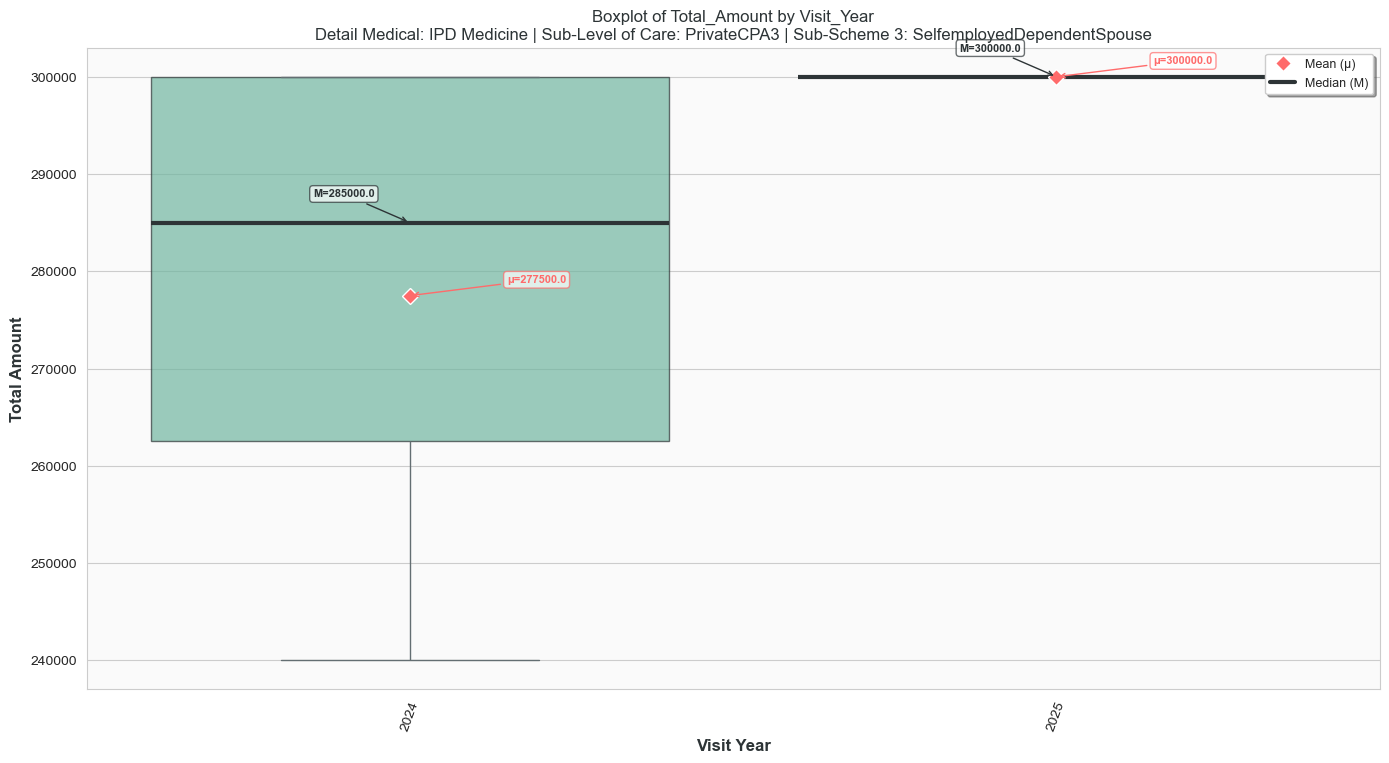 Boxplot of Total_Amount by Visit_Year
Detail Medical: IPD Medicine | Sub-Level of Care: PrivateCPA3 | Sub-Scheme 3: SelfemployedDependentSpouse
M=300000.0
μ=300000.0
Mean (μ)
Median (M)
M=285000.0
μ=277500.0
Total Amount
300000
290000
280000
270000
260000
250000
240000
2024
2025
Visit Year